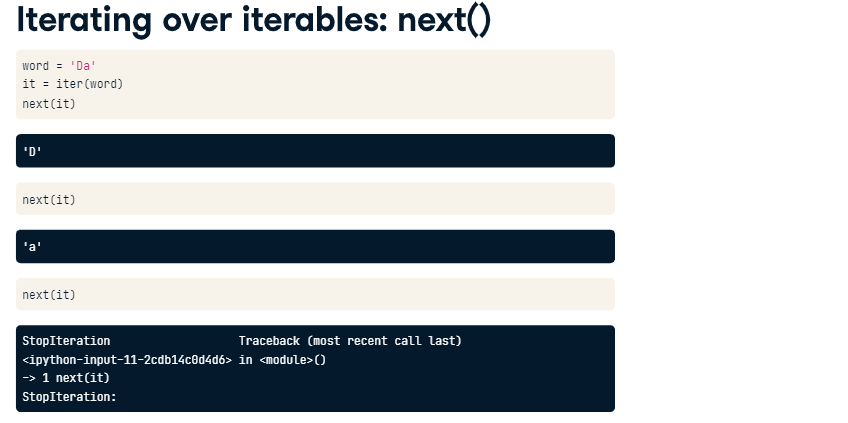 Iterating over iterables: next()
word = 'Da'
it = iter(word)
next(it)
'D'
next(it)
'a'
next(it)
StopIteration                   Traceback (most recent call last)
<ipython-input-11-2cdb14c0d4d6> in <module>()
-> 1 next(it)
StopIteration: